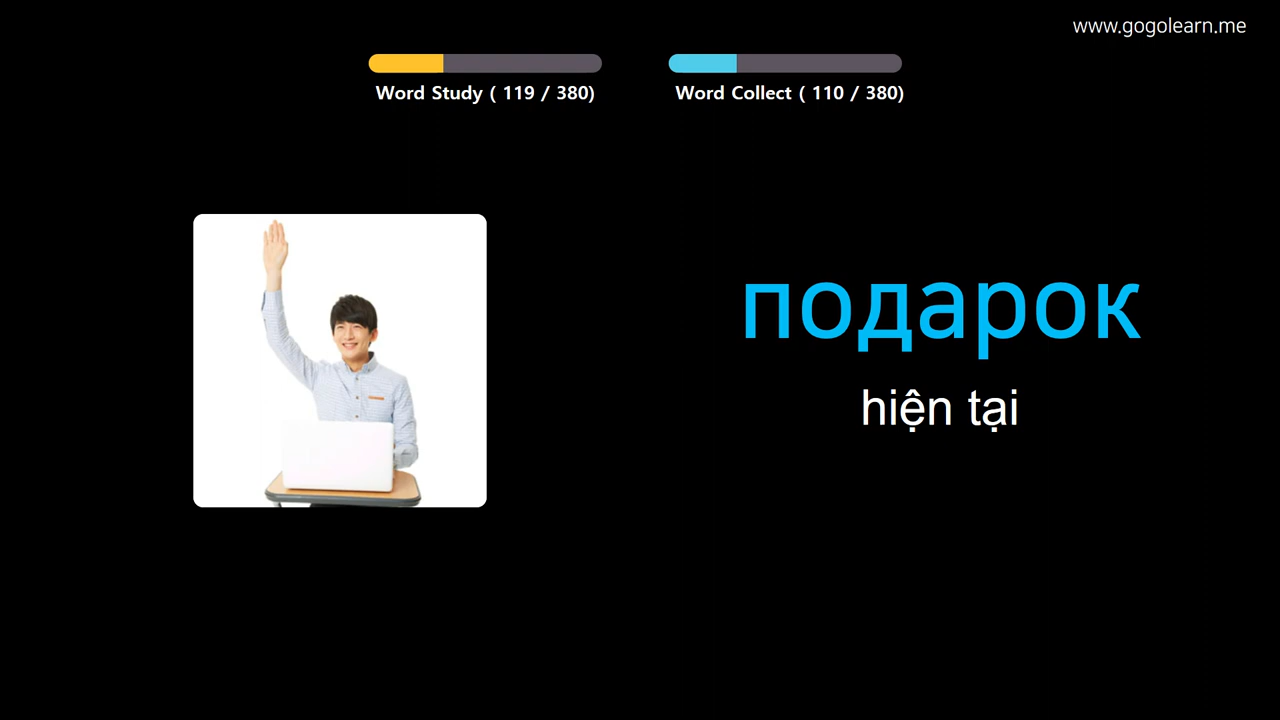 www.gogolearn.me
Word Study ( 119 / 380)
Word Collect ( 110 / 380)
подарок
hiện tại